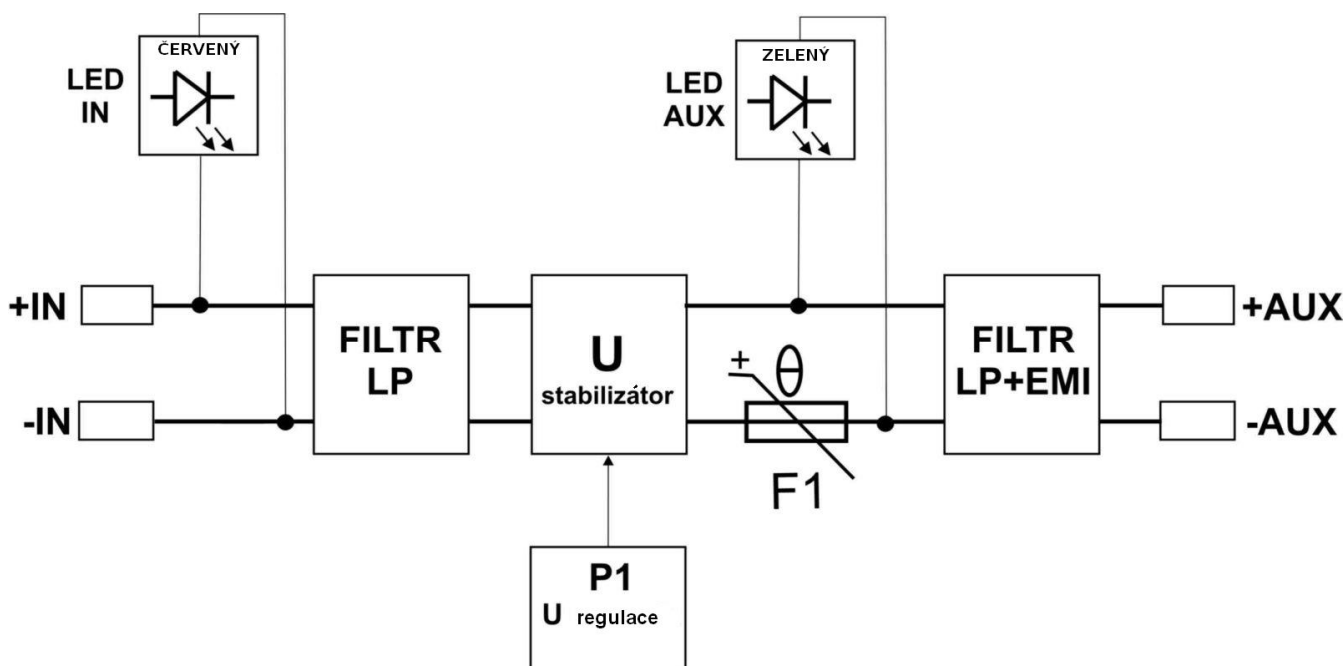 ČERVENÝ
LED
IN
ZELENÝ
LED
AUX
+IN
-IN
FILTR
LP
U
stabilizátor
+ θ
F1
FILTR
LP+EMI
+AUX
-AUX
P1
U regulace